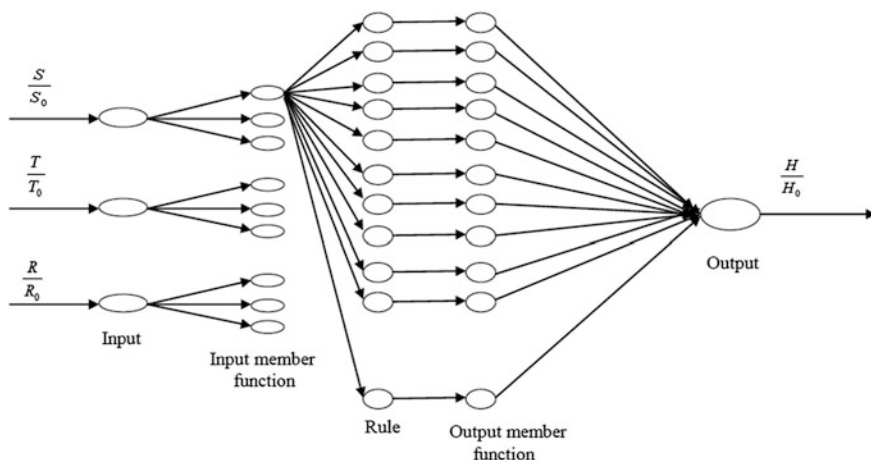 S
S₀
T
T₀
R
R₀
Input
Input member
function
Rule
Output member
function
H
H₀
Output